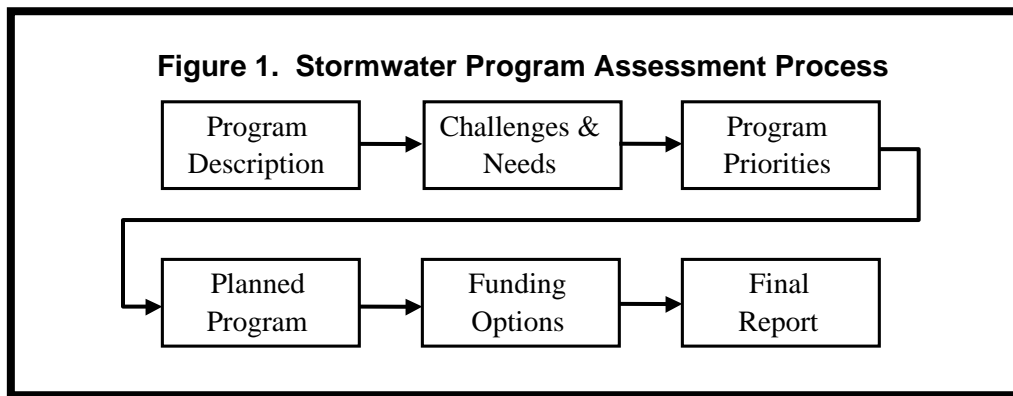 Figure 1. Stormwater Program Assessment Process
Program
Description
Challenges &
Needs
Program
Priorities
Planned
Program
Funding
Options
Final
Report